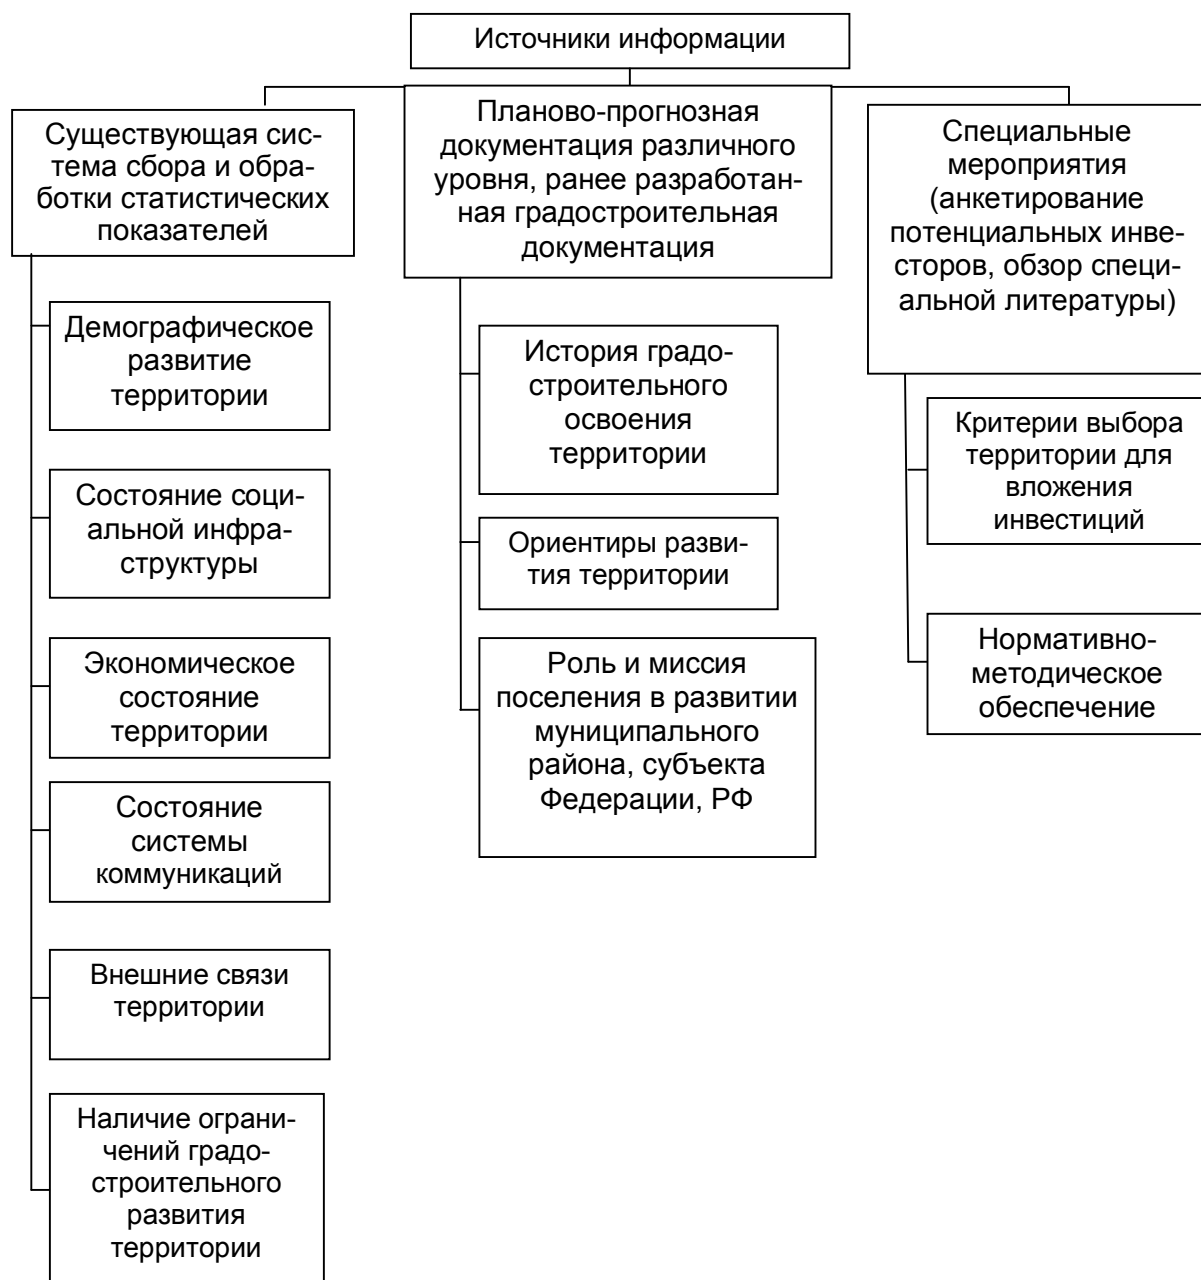 Источники информации
Существующая сис-
тема сбора и обра-
ботки статистических
показателей
Демографическое
развитие
территории
Состояние соци-
альной инфра-
структуры
Экономическое
состояние
территории
Состояние
системы
коммуникаций
Внешние связи
территории
Наличие ограни-
чений градо-
строительного
развития
территории
Планово-прогнозная
документация различного
уровня, ранее разработан-
ная градостроительная
документация
История градо-
строительного
освоения
территории
Ориентиры разви-
тия территории
Роль и миссия
поселения в развитии
муниципального
района, субъекта
Федерации, РФ
Специальные
мероприятия
(анкетирование
потенциальных инве-
сторов, обзор специ-
альной литературы)
Критерии выбора
территории для
вложения
инвестиций
Нормативно-
методическое
обеспечение